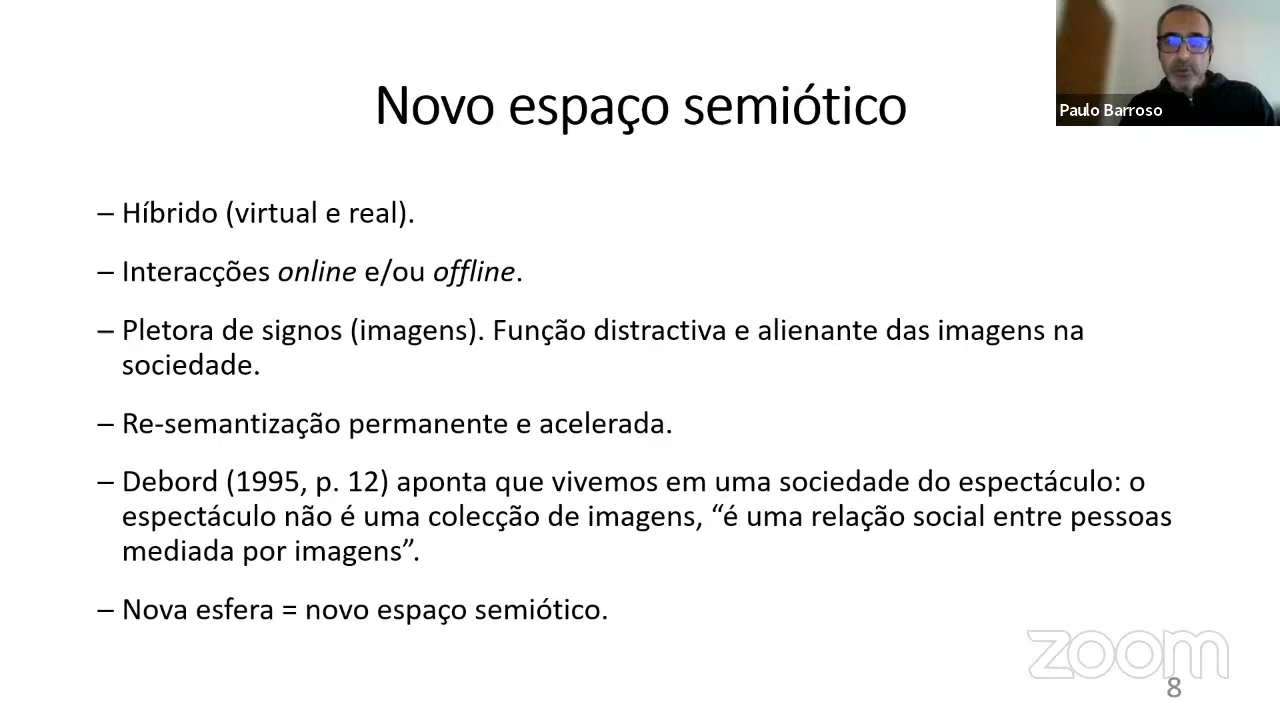 Novo espaço semiótico
Paulo Barroso
– Híbrido (virtual e real).
– Interacções online e/ou offline.
– Pletora de signos (imagens). Função distractiva e alienante das imagens na
sociedade.
– Re-semantização permanente e acelerada.
– Debord (1995, p. 12) aponta que vivemos em uma sociedade do espectáculo: o
espectáculo não é uma colecção de imagens, “é uma relação social entre pessoas
mediada por imagens”.
– Nova esfera = novo espaço semiótico.
zoom
8